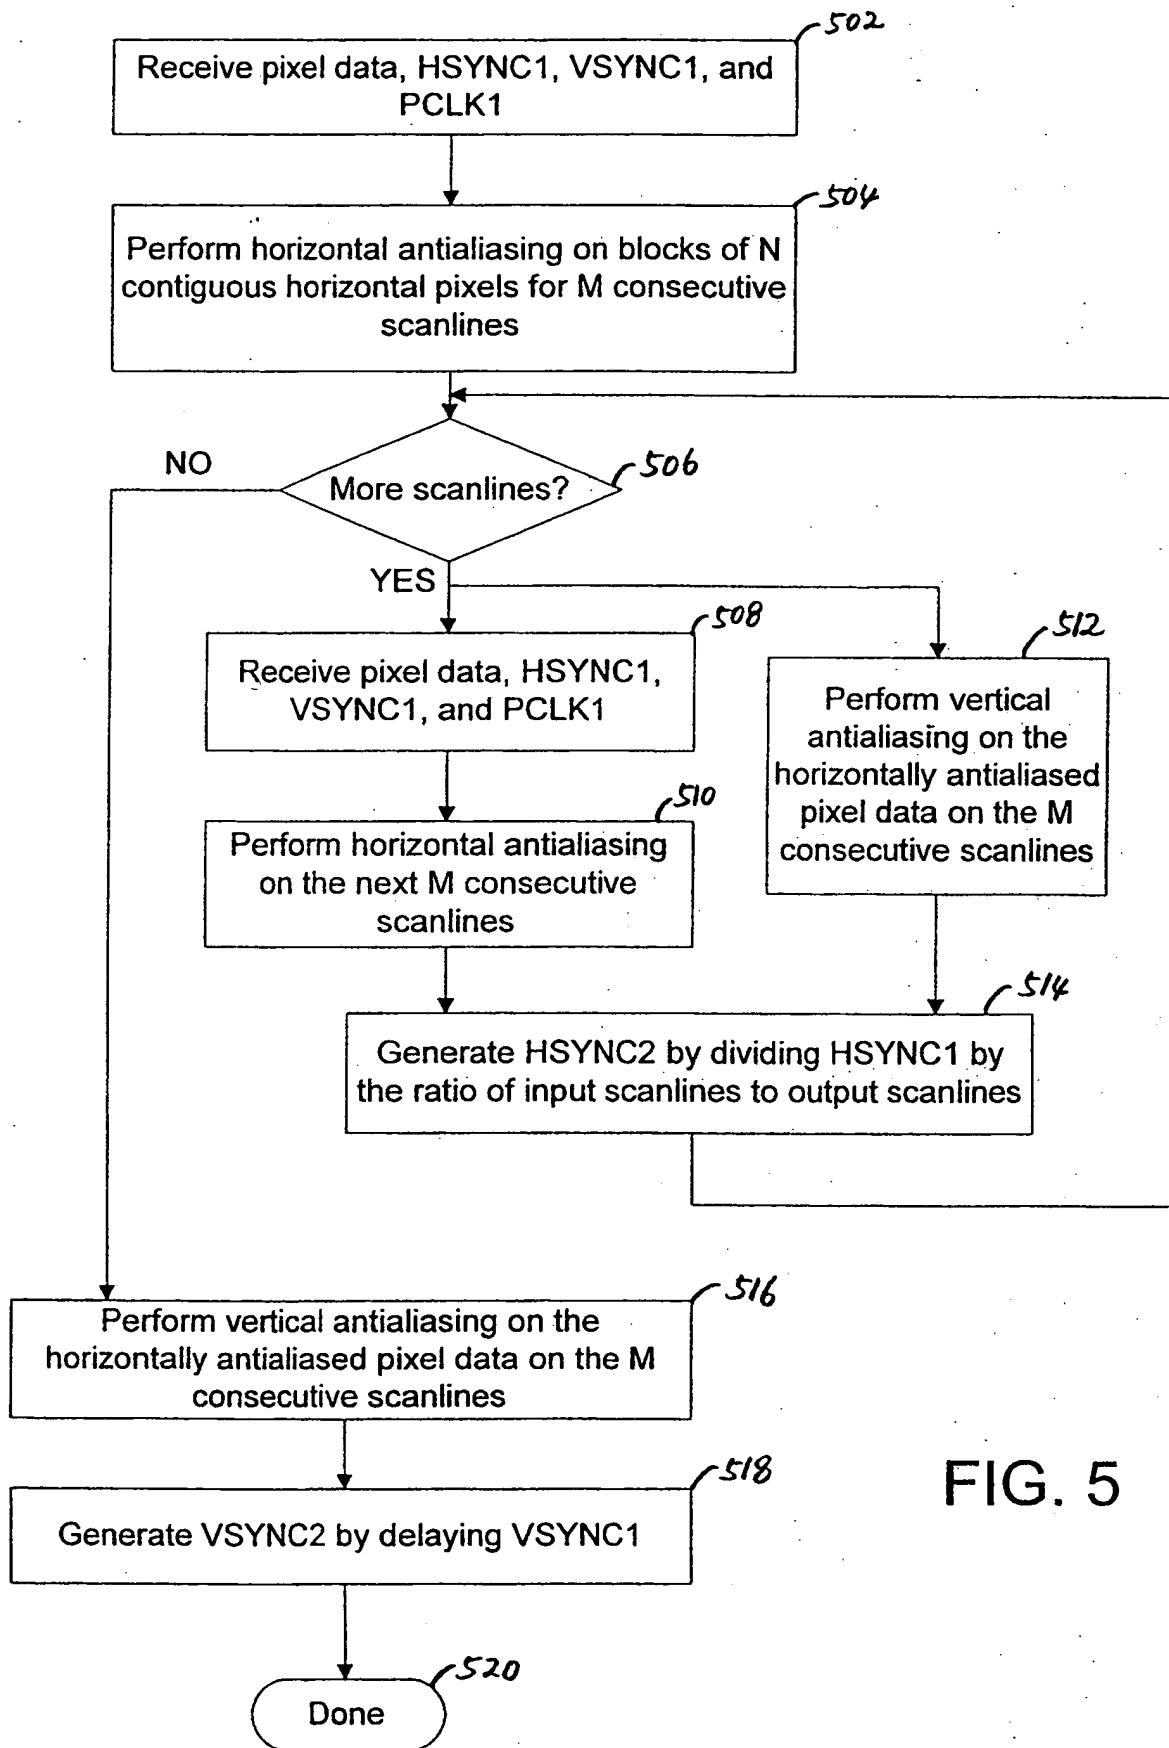 502
Receive pixel data, HSYNC1, VSYNC1, and
PCLK1
504
Perform horizontal antialiasing on blocks of N
contiguous horizontal pixels for M consecutive
scanlines
NO
506
More scanlines?
YES
508
Receive pixel data, HSYNC1,
VSYNC1, and PCLK1
512
Perform vertical
antialiasing on the
horizontally antialiased
pixel data on the M
consecutive scanlines
510
Perform horizontal antialiasing
on the next M consecutive
scanlines
514
Generate HSYNC2 by dividing HSYNC1 by
the ratio of input scanlines to output scanlines
516
Perform vertical antialiasing on the
horizontally antialiased pixel data on the M
consecutive scanlines
518
Generate VSYNC2 by delaying VSYNC1
FIG. 5
520
Done